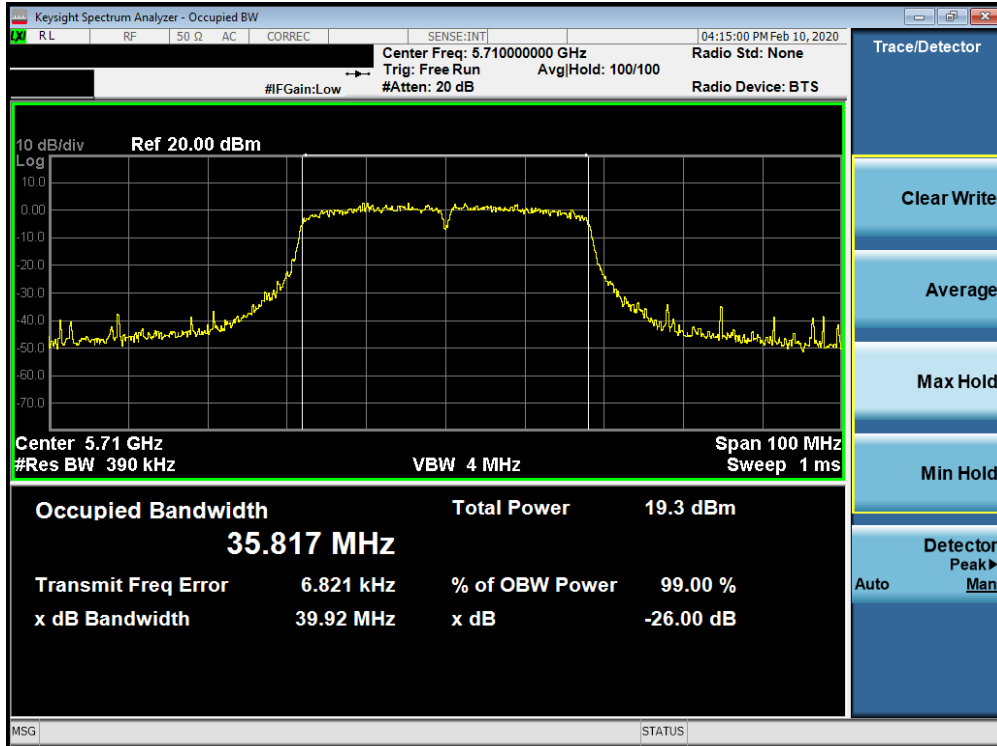 Keysight Spectrum Analyzer - Occupied BW
LXI RL RF 50 Ω AC CORREC SENSE:INT 04:15:00 PM Feb 10, 2020
Center Freq: 5.710000000 GHz Radio Std: None
Trig: Free Run Avg|Hold: 100/100
#IFGain:Low #Atten: 20 dB Radio Device: BTS
10 dB/div Ref 20.00 dBm
Log
10.0
0.00
-10.0
-20.0
-30.0
-40.0
-50.0
-60.0
-70.0
Center 5.71 GHz Span 100 MHz
#Res BW 390 kHz VBW 4 MHz Sweep 1 ms
Occupied Bandwidth Total Power 19.3 dBm
35.817 MHz
Transmit Freq Error 6.821 kHz % of OBW Power 99.00 %
x dB Bandwidth 39.92 MHz x dB -26.00 dB
MSG STATUS
Trace/Detector
Clear Write
Average
Max Hold
Min Hold
Detector
Peak▶
Auto Man